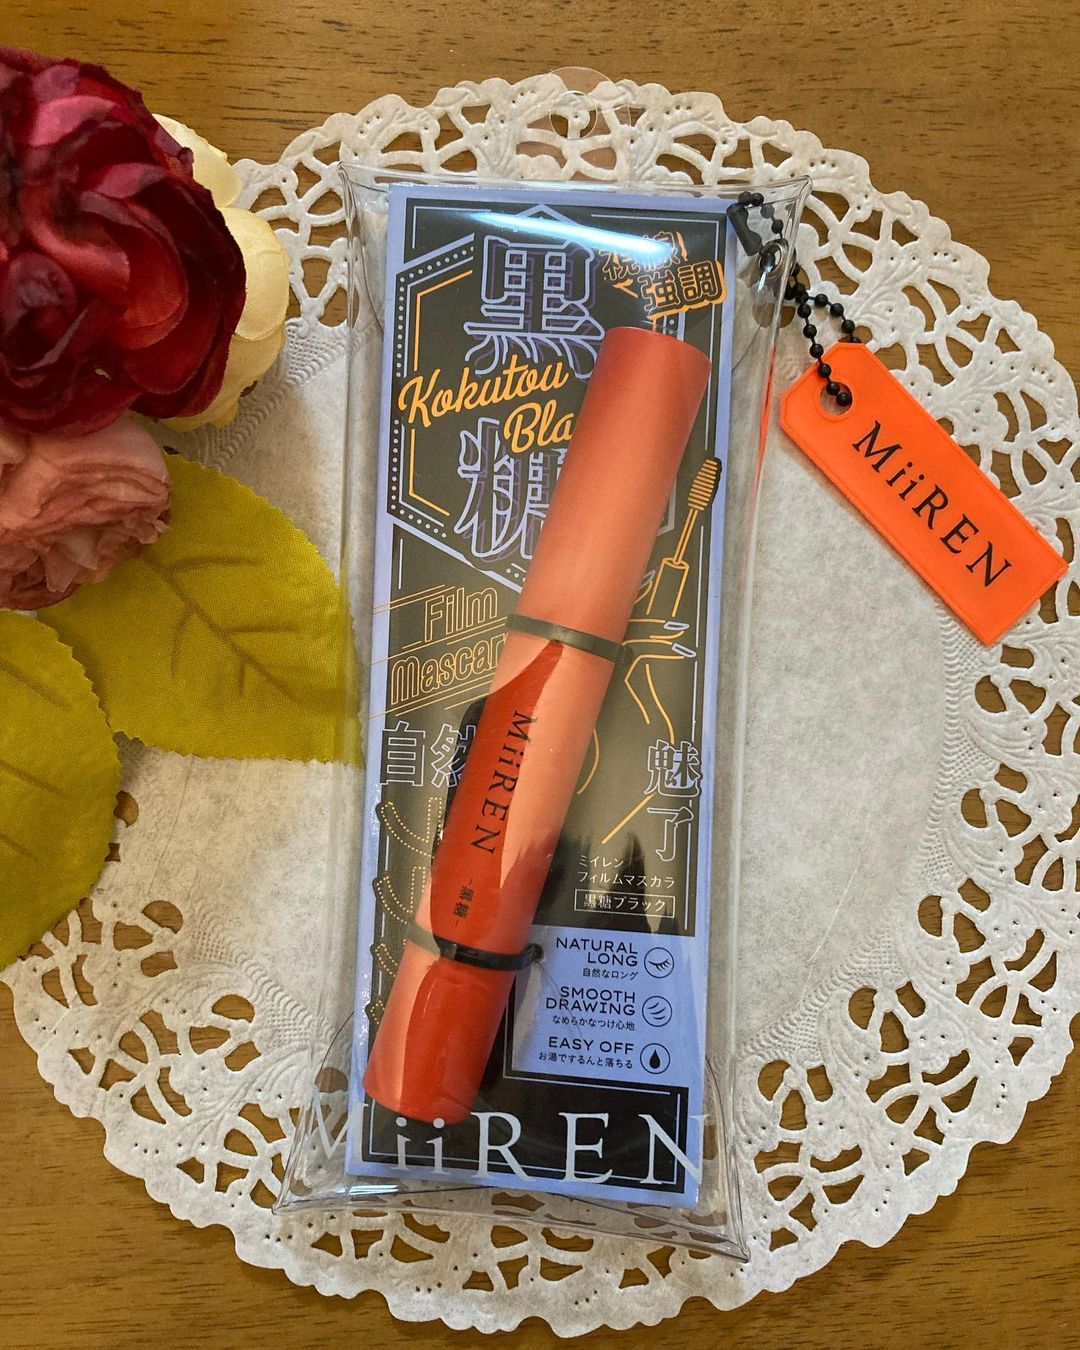 黒糖
視線
強調
Kokutou
Bla
Film
Mascar
自然
魅了
MiiREN
-黒糖-
MiiREN
ミイレン
フィルムマスカラ
黒糖ブラック
NATURAL
LONG
自然なロング
SMOOTH
DRAWING
なめらかなつけ心地
EASY OFF
お湯でするんと落ちる
MiiREN